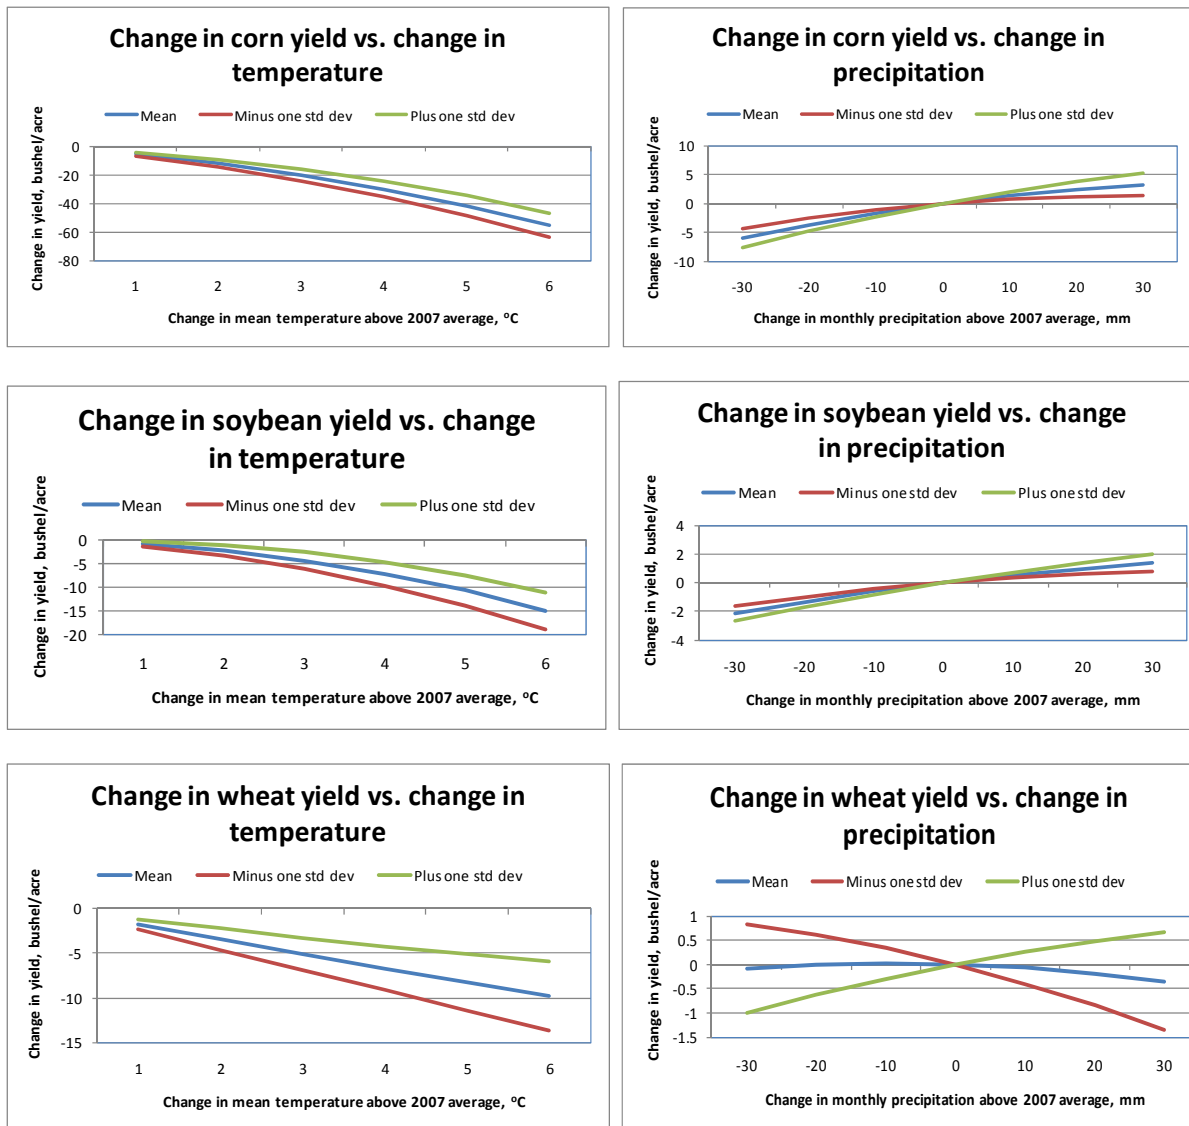 Change in corn yield vs. change in
temperature
Mean Minus one std dev Plus one std dev
Change in yield, bushel/acre
0
-20
-40
-60
-80
1 2 3 4 5 6
Change in mean temperature above 2007 average, °C
Change in corn yield vs. change in
precipitation
Mean Minus one std dev Plus one std dev
Change in yield, bushel/acre
10
5
0
-5
-10
-30 -20 -10 0 10 20 30
Change in monthly precipitation above 2007 average, mm
Change in soybean yield vs. change
in temperature
Mean Minus one std dev Plus one std dev
Change in yield, bushel/acre
0
-5
-10
-15
-20
1 2 3 4 5 6
Change in mean temperature above 2007 average, °C
Change in soybean yield vs. change
in precipitation
Mean Minus one std dev Plus one std dev
Change in yield, bushel/acre
4
2
0
-2
-4
-30 -20 -10 0 10 20 30
Change in monthly precipitation above 2007 average, mm
Change in wheat yield vs. change in
temperature
Mean Minus one std dev Plus one std dev
Change in yield, bushel/acre
0
-5
-10
-15
1 2 3 4 5 6
Change in mean temperature above 2007 average, °C
Change in wheat yield vs. change in
precipitation
Mean Minus one std dev Plus one std dev
Change in yield, bushel/acre
1
0.5
0
-0.5
-1
-1.5
-30 -20 -10 0 10 20 30
Change in monthly precipitation above 2007 average, mm